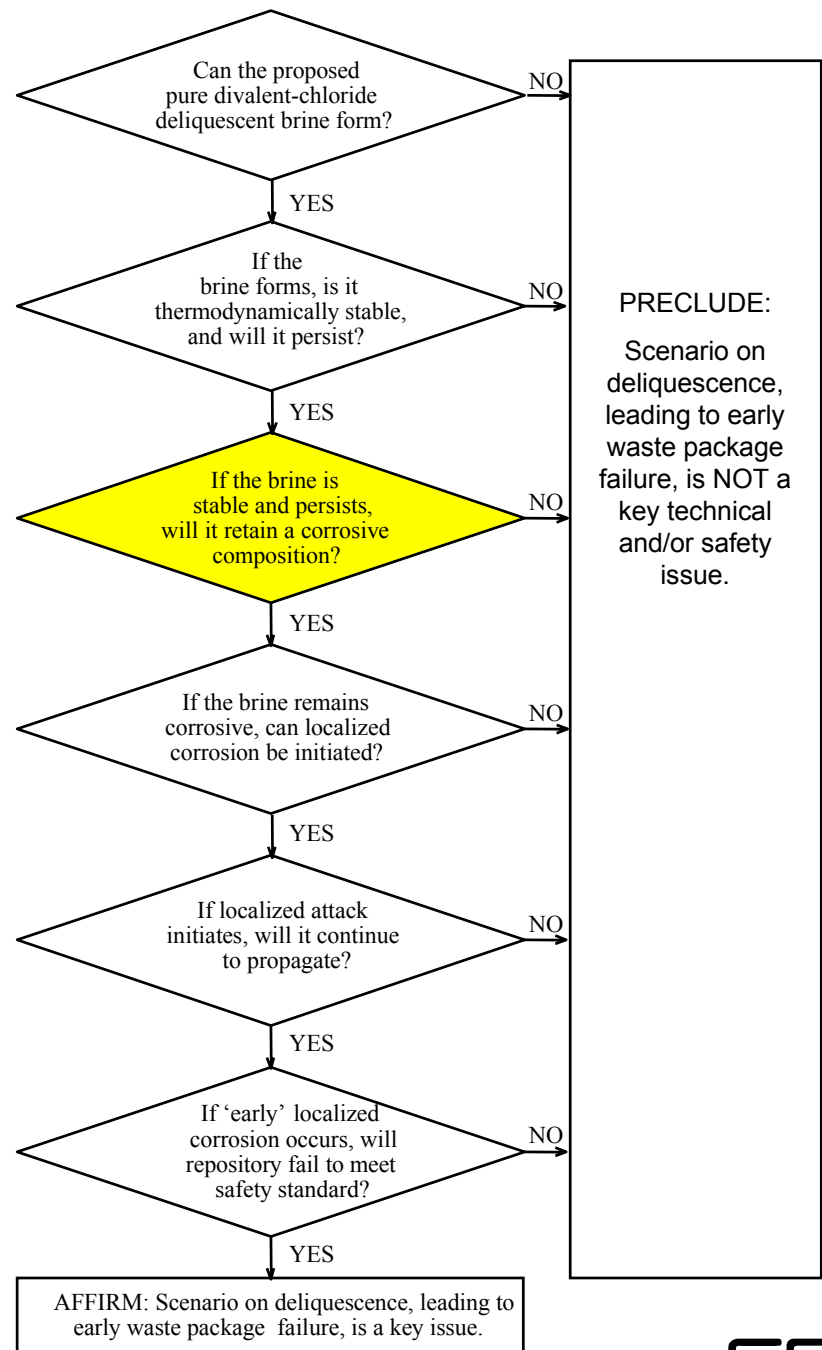 Can the proposed
pure divalent-chloride
deliquescent brine form?
NO
YES
If the
brine forms, is it
thermodynamically stable,
and will it persist?
NO
YES
If the brine is
stable and persists,
will it retain a corrosive
composition?
NO
YES
If the brine remains
corrosive, can localized
corrosion be initiated?
NO
YES
If localized attack
initiates, will it continue
to propagate?
NO
YES
If ‘early’ localized
corrosion occurs, will
repository fail to meet
safety standard?
NO
YES
AFFIRM: Scenario on deliquescence, leading to
early waste package failure, is a key issue.
PRECLUDE:
Scenario on
deliquescence,
leading to early
waste package
failure, is NOT a
key technical
and/or safety
issue.